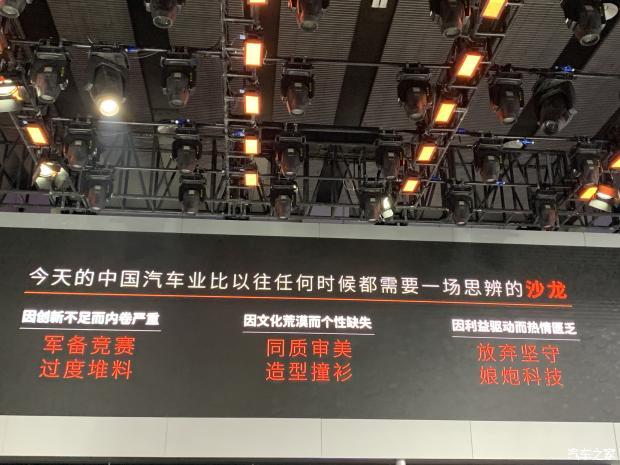 今天的中国汽车业比以往任何时候都需要一场思辨的沙龙
因创新不足而内卷严重
军备竞赛
过度堆料
因文化荒漠而个性缺失
同质审美
造型撞衫
因利益驱动而热情匮乏
放弃坚守
娘炮科技
汽车之家